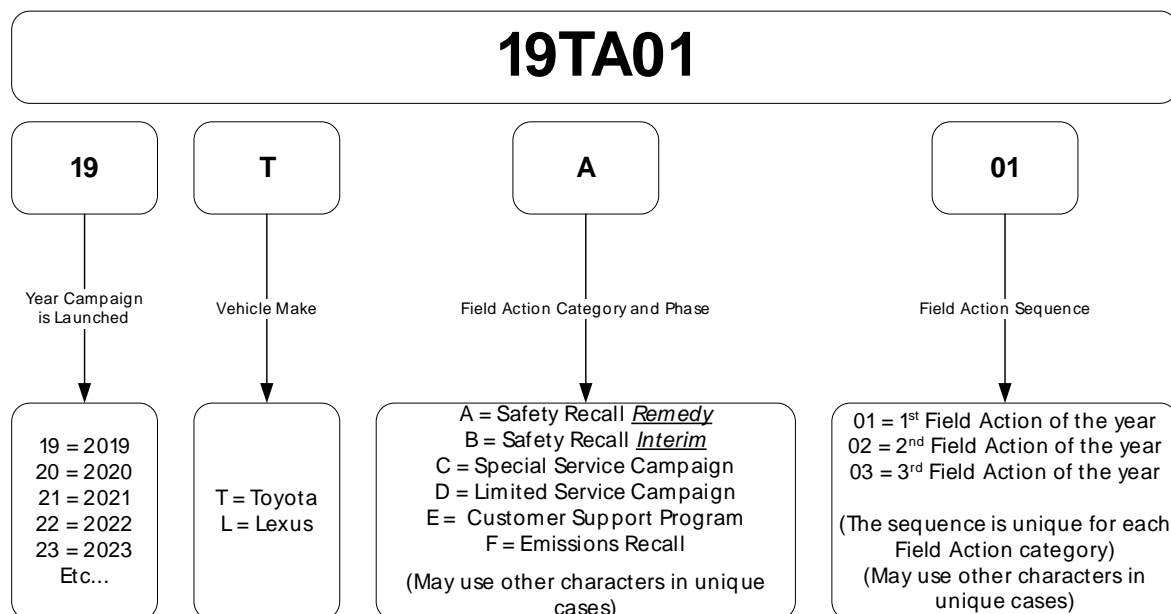 19TA01
19
T
A
01
Year Campaign
is Launched
Vehicle Make
Field Action Category and Phase
Field Action Sequence
19 = 2019
20 = 2020
21 = 2021
22 = 2022
23 = 2023
Etc...
T = Toyota
L = Lexus
A = Safety Recall Remedy
B = Safety Recall Interim
C = Special Service Campaign
D = Limited Service Campaign
E = Customer Support Program
F = Emissions Recall
(May use other characters in unique
cases)
01 = 1st Field Action of the year
02 = 2nd Field Action of the year
03 = 3rd Field Action of the year
(The sequence is unique for each
Field Action category)
(May use other characters in
unique cases)